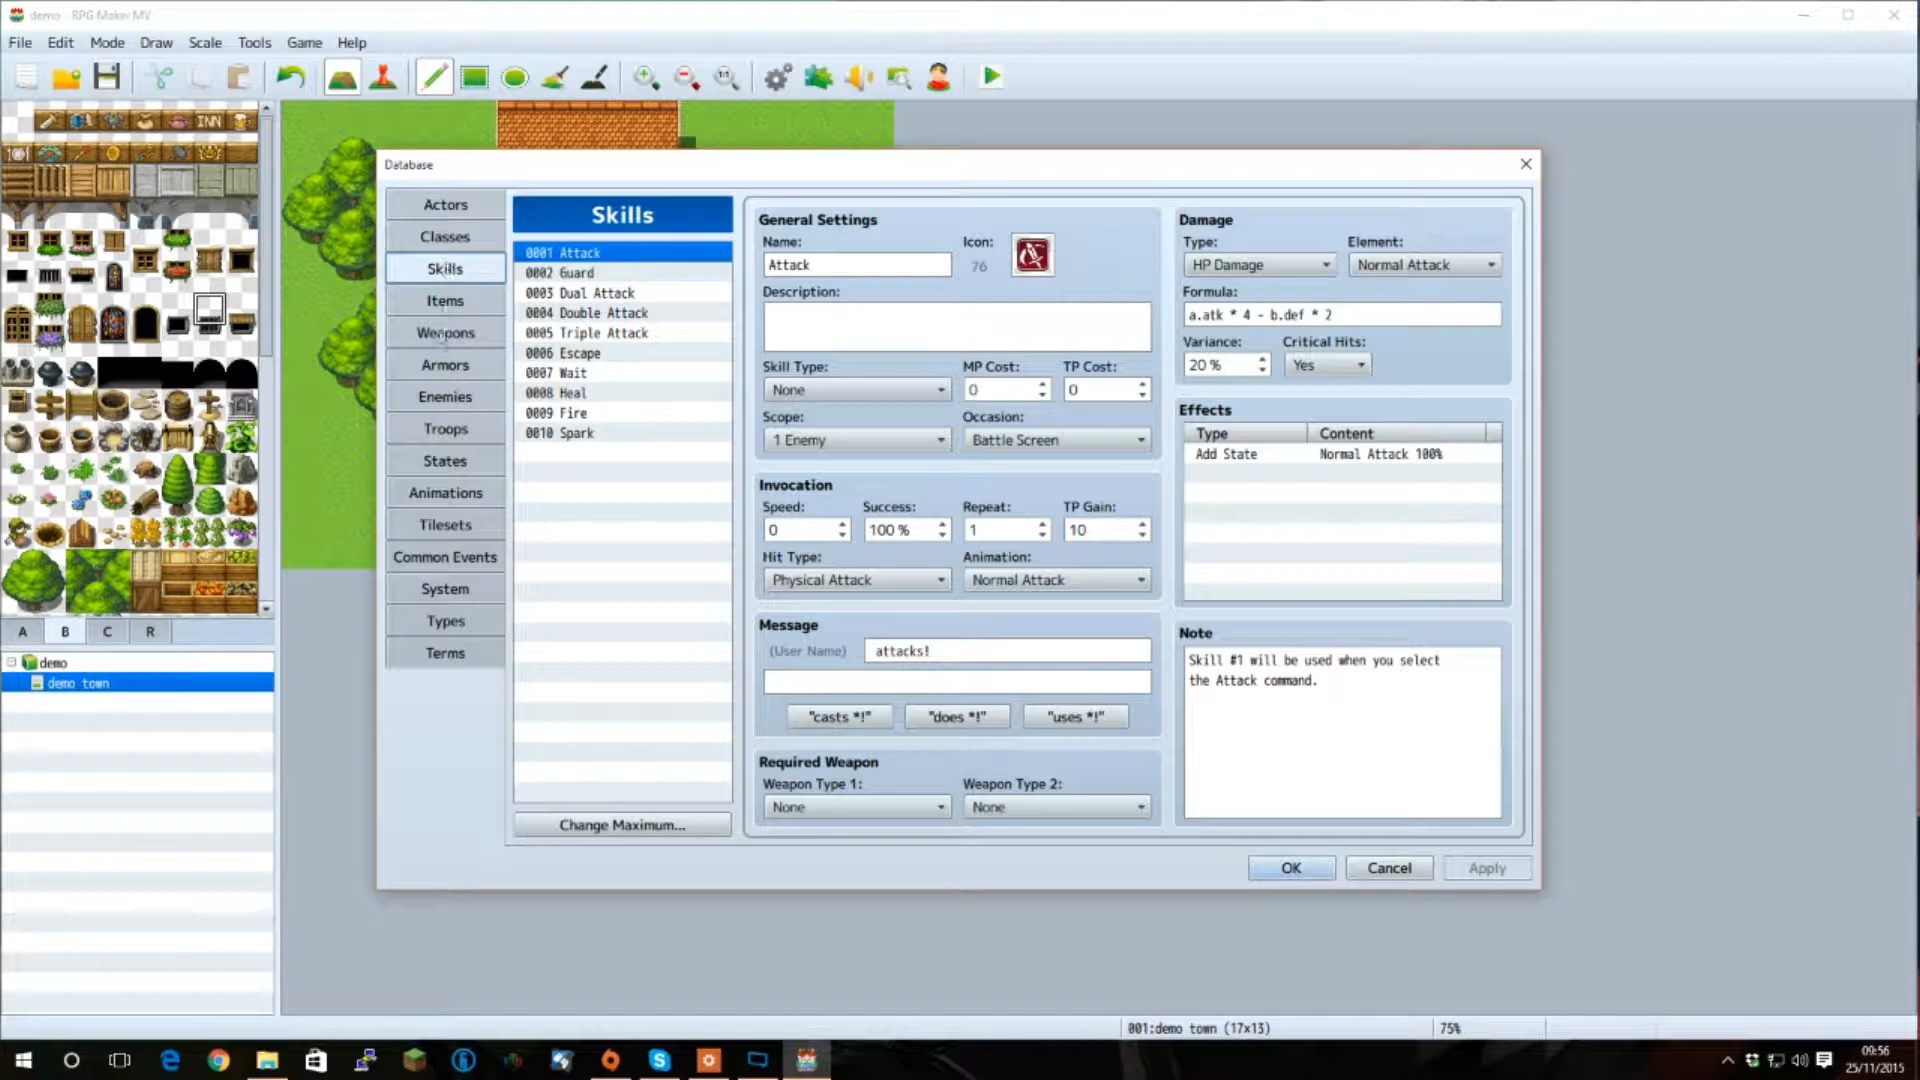 demo - RPG Maker MV
File Edit Mode Draw Scale Tools Game Help
INN
Database
Actors
Classes
Skills
Items
Weapons
Armors
Enemies
Troops
States
Animations
Tilesets
Common Events
System
Types
Terms
Skills
0001 Attack
0002 Guard
0003 Dual Attack
0004 Double Attack
0005 Triple Attack
0006 Escape
0007 Wait
0008 Heal
0009 Fire
0010 Spark
Change Maximum...
General Settings
Name: Icon:
Attack 76
Description:
Skill Type: MP Cost: TP Cost:
None 0 0
Scope: Occasion:
1 Enemy Battle Screen
Invocation
Speed: Success: Repeat: TP Gain:
0 100 % 1 10
Hit Type: Animation:
Physical Attack Normal Attack
Message
(User Name) attacks!
"casts *!" "does *!" "uses *!"
Required Weapon
Weapon Type 1: Weapon Type 2:
None None
Damage
Type: Element:
HP Damage Normal Attack
Formula:
a.atk * 4 - b.def * 2
Variance: Critical Hits:
20 % Yes
Effects
Type Content
Add State Normal Attack 100%
Note
Skill #1 will be used when you select
the Attack command.
OK Cancel Apply
A B C R
demo
demo town
001:demo town (17x13) 75%
09:56
25/11/2015